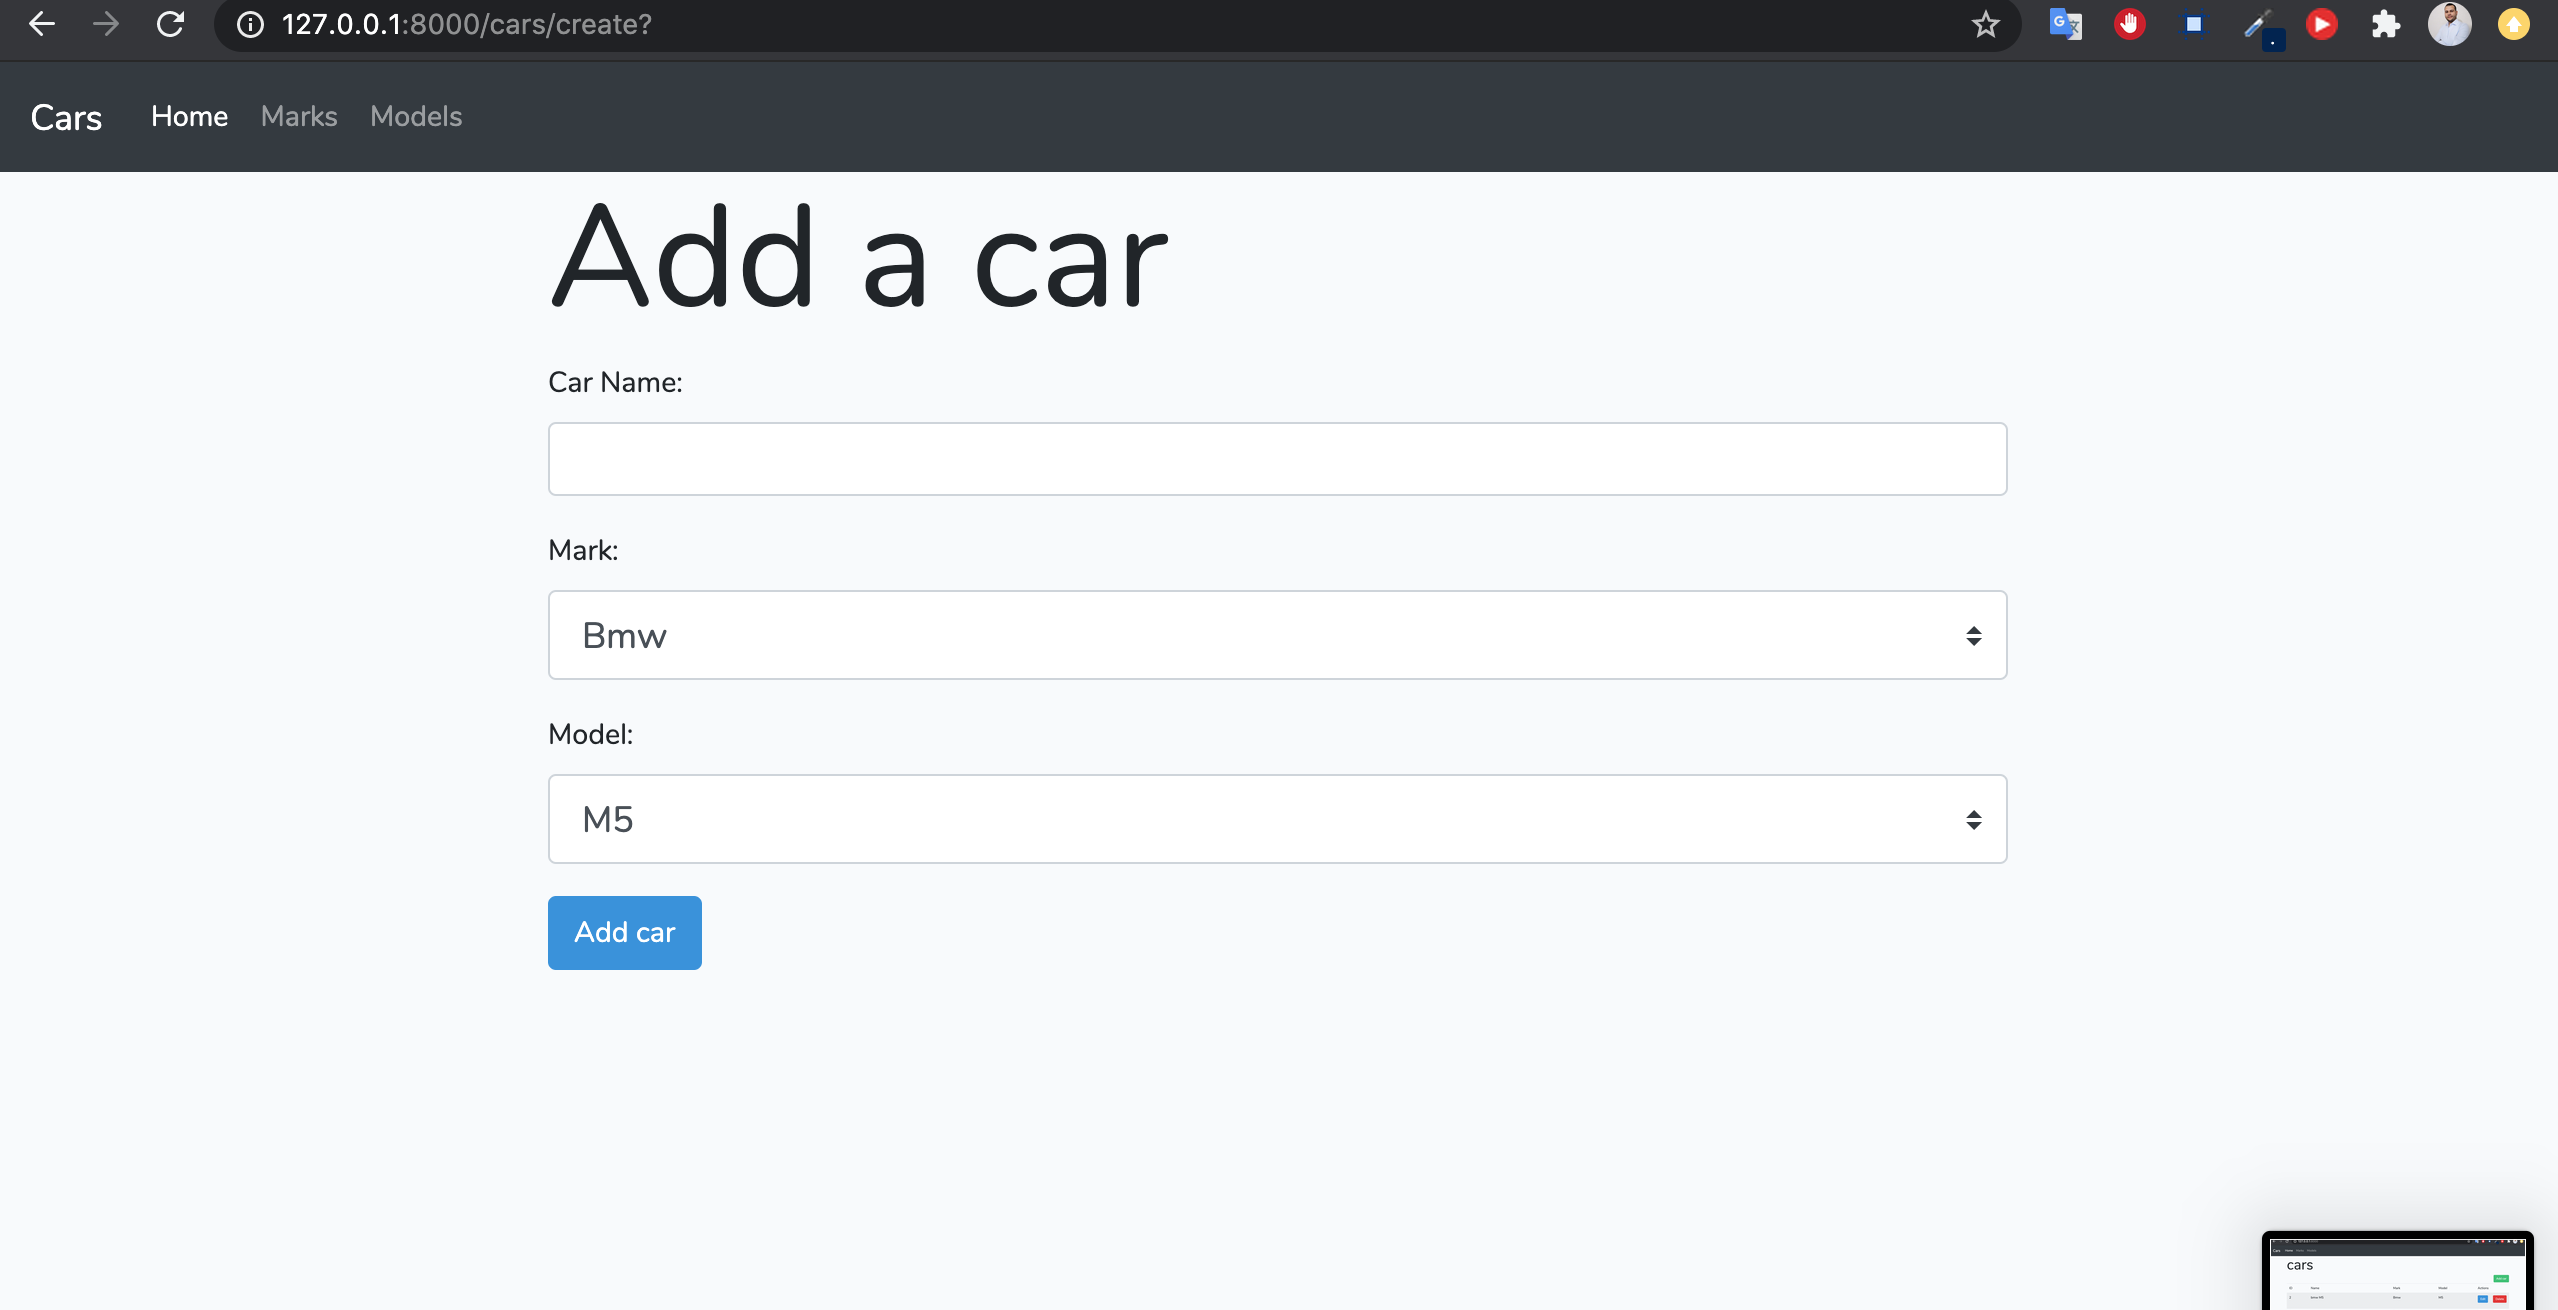 127.0.0.1:8000/cars/create?
Cars Home Marks Models
Add a car
Car Name:
Mark:
Bmw
Model:
M5
Add car
cars